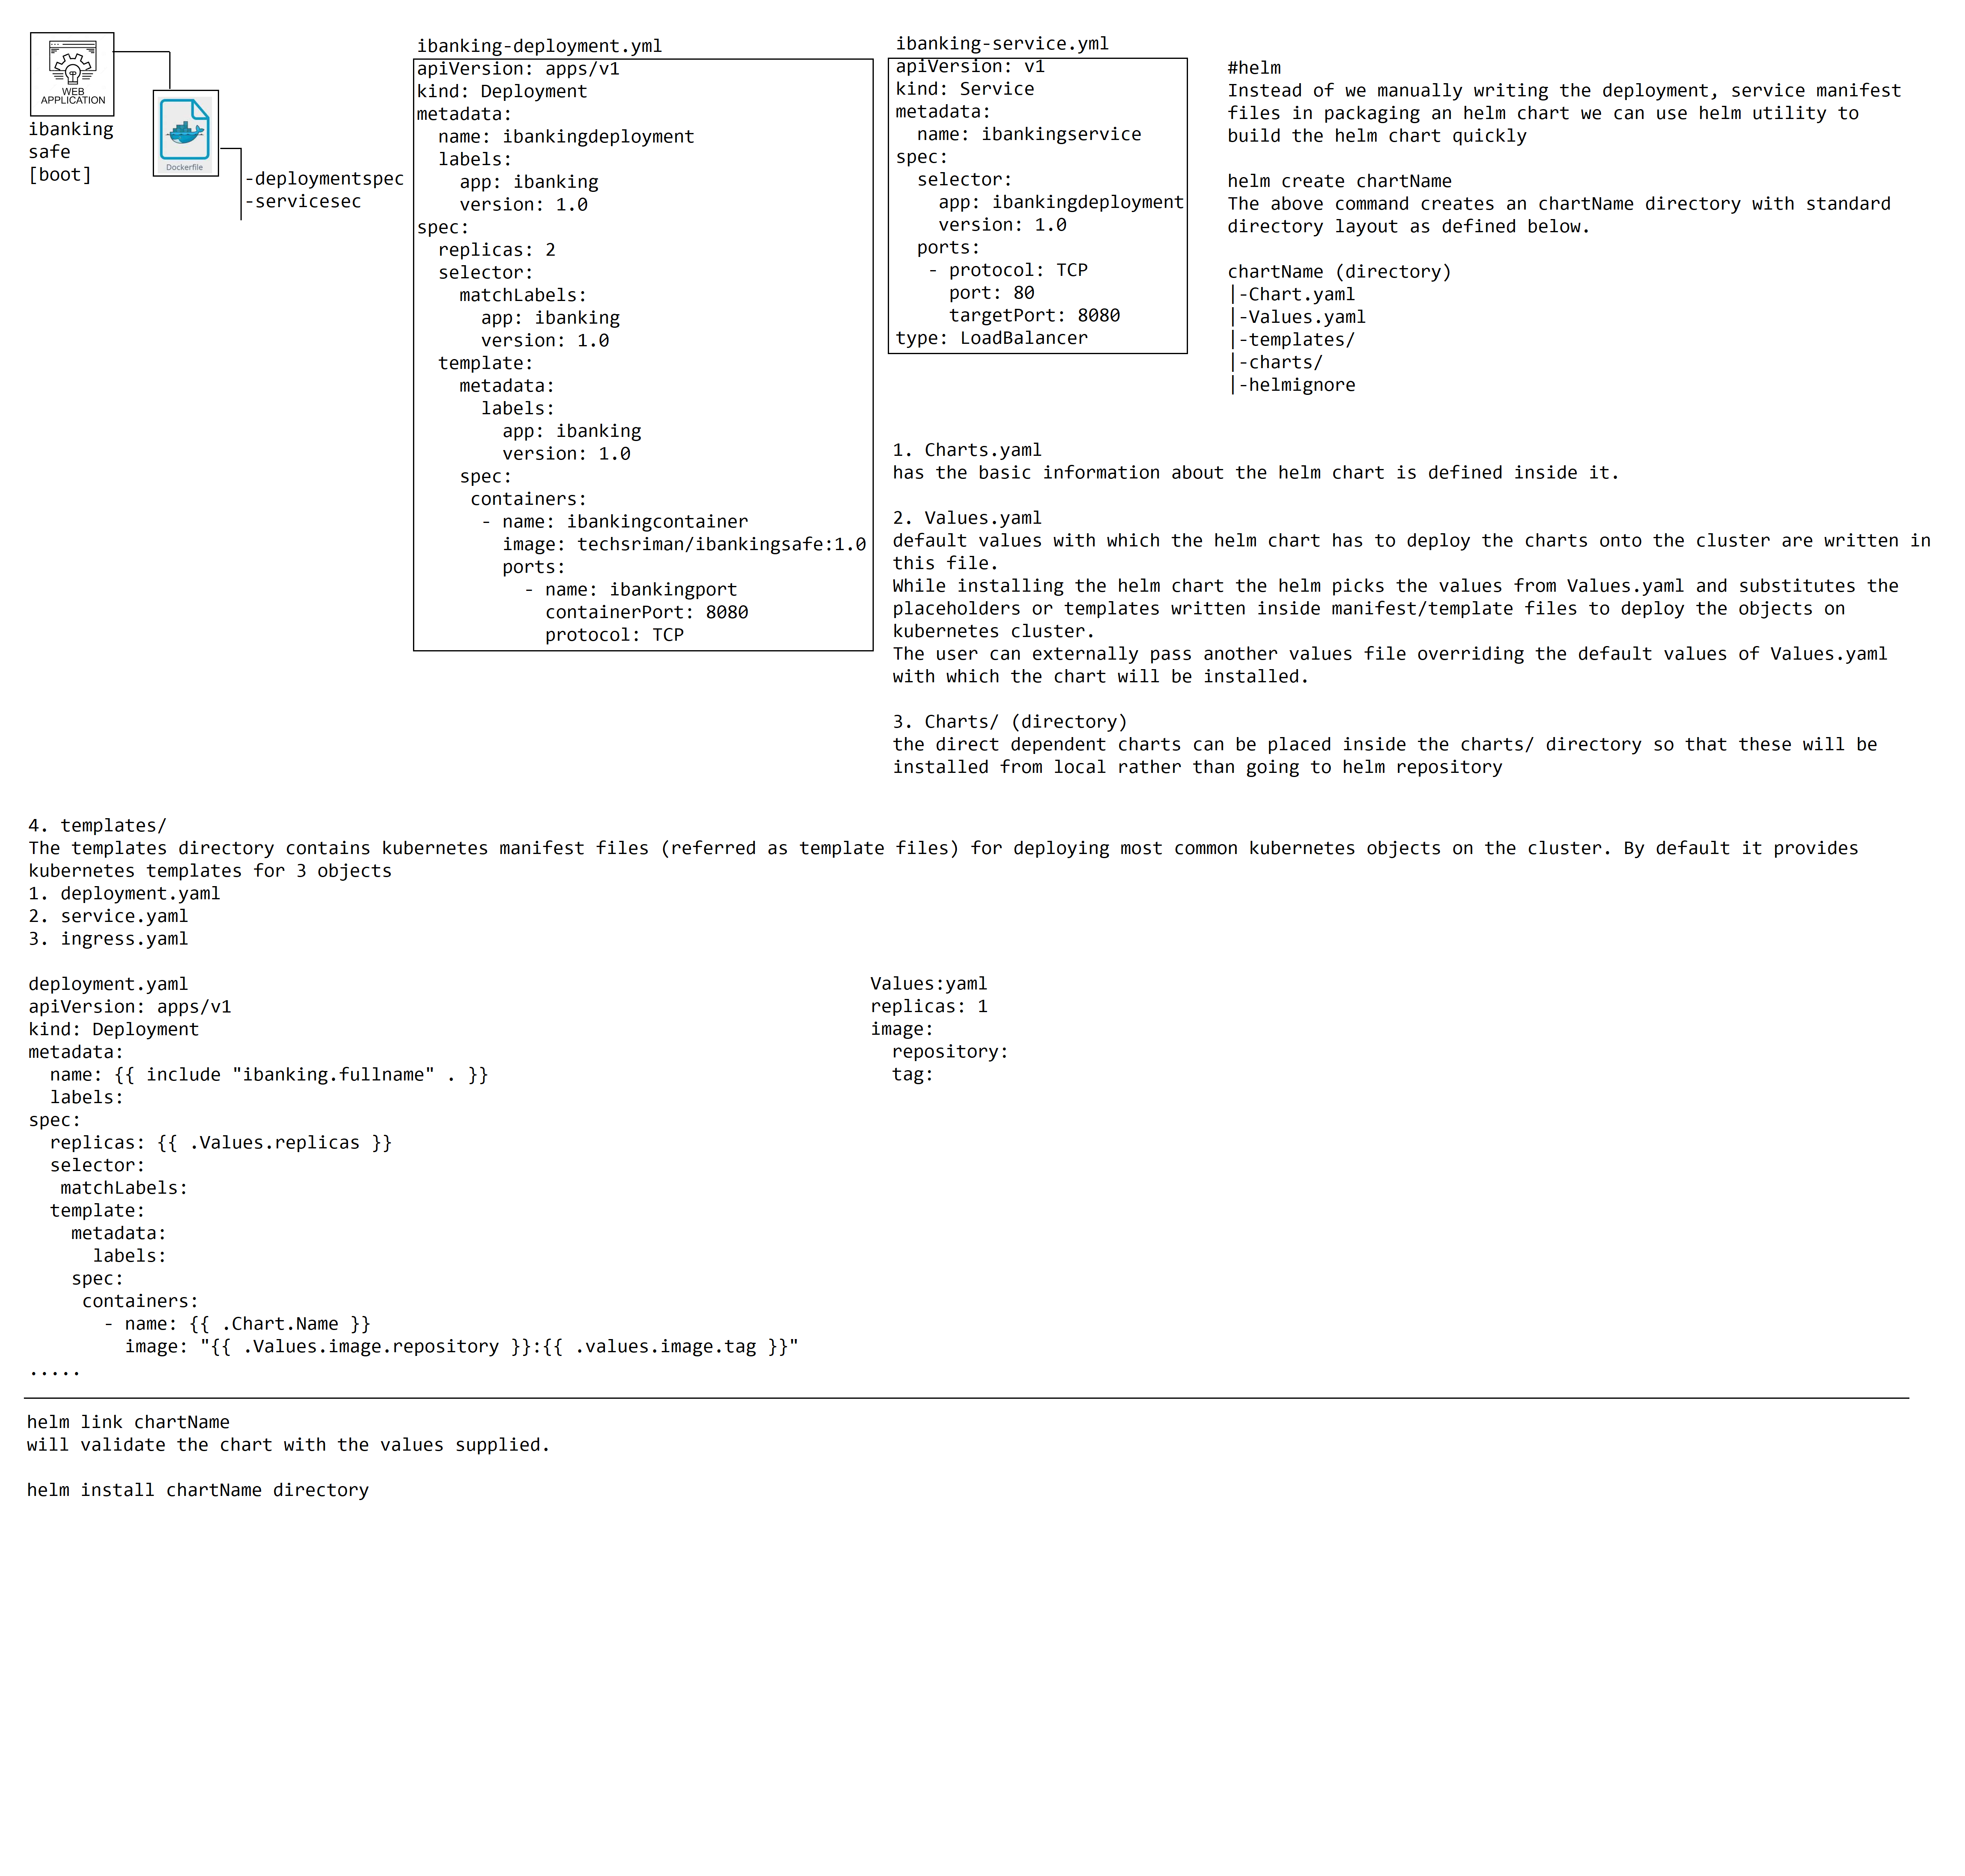 WEB
APPLICATION
ibanking
safe
[boot]
Dockerfile
-deploymentspec
-servicesec
ibanking-deployment.yml
apiVersion: apps/v1
kind: Deployment
metadata:
  name: ibankingdeployment
  labels:
    app: ibanking
    version: 1.0
spec:
  replicas: 2
  selector:
    matchLabels:
      app: ibanking
      version: 1.0
  template:
    metadata:
      labels:
        app: ibanking
        version: 1.0
    spec:
     containers:
      - name: ibankingcontainer
        image: techsriman/ibankingsafe:1.0
        ports:
          - name: ibankingport
            containerPort: 8080
            protocol: TCP
ibanking-service.yml
apiVersion: v1
kind: Service
metadata:
  name: ibankingservice
spec:
  selector:
    app: ibankingdeployment
    version: 1.0
  ports:
   - protocol: TCP
     port: 80
     targetPort: 8080
type: LoadBalancer
#helm
Instead of we manually writing the deployment, service manifest
files in packaging an helm chart we can use helm utility to
build the helm chart quickly
helm create chartName
The above command creates an chartName directory with standard
directory layout as defined below.
chartName (directory)
|-Chart.yaml
|-Values.yaml
|-templates/
|-charts/
|-helmignore
1. Charts.yaml
has the basic information about the helm chart is defined inside it.
2. Values.yaml
default values with which the helm chart has to deploy the charts onto the cluster are written in
this file.
While installing the helm chart the helm picks the values from Values.yaml and substitutes the
placeholders or templates written inside manifest/template files to deploy the objects on
kubernetes cluster.
The user can externally pass another values file overriding the default values of Values.yaml
with which the chart will be installed.
3. Charts/ (directory)
the direct dependent charts can be placed inside the charts/ directory so that these will be
installed from local rather than going to helm repository
4. templates/
The templates directory contains kubernetes manifest files (referred as template files) for deploying most common kubernetes objects on the cluster. By default it provides
kubernetes templates for 3 objects
1. deployment.yaml
2. service.yaml
3. ingress.yaml
deployment.yaml
apiVersion: apps/v1
kind: Deployment
metadata:
  name: {{ include "ibanking.fullname" . }}
  labels:
spec:
  replicas: {{ .Values.replicas }}
  selector:
   matchLabels:
  template:
    metadata:
      labels:
    spec:
     containers:
       - name: {{ .Chart.Name }}
         image: "{{ .Values.image.repository }}:{{ .values.image.tag }}"
.....
Values:yaml
replicas: 1
image:
  repository:
  tag:
helm link chartName
will validate the chart with the values supplied.
helm install chartName directory